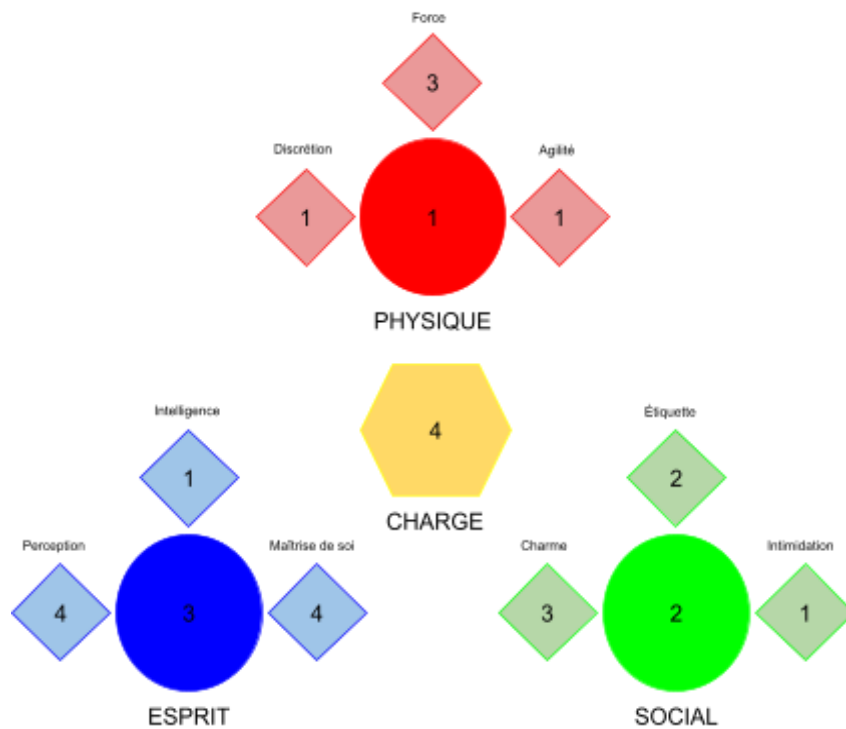 Force
3
Discrétion
Agilité
1
1
1
PHYSIQUE
4
CHARGE
Intelligence
1
Perception
Maîtrise de soi
4
3
4
ESPRIT
Étiquette
2
Charme
Intimidation
3
2
1
SOCIAL